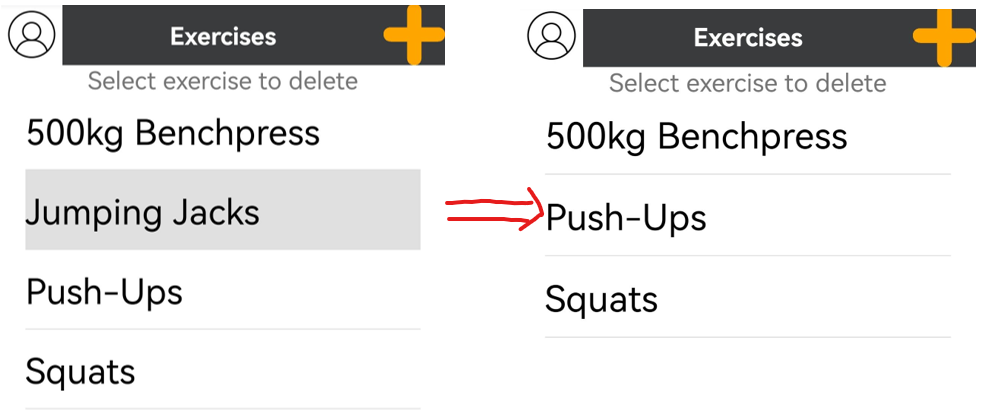 Exercises
Select exercise to delete
500kg Benchpress
Jumping Jacks
Push-Ups
Squats
Exercises
Select exercise to delete
500kg Benchpress
Push-Ups
Squats